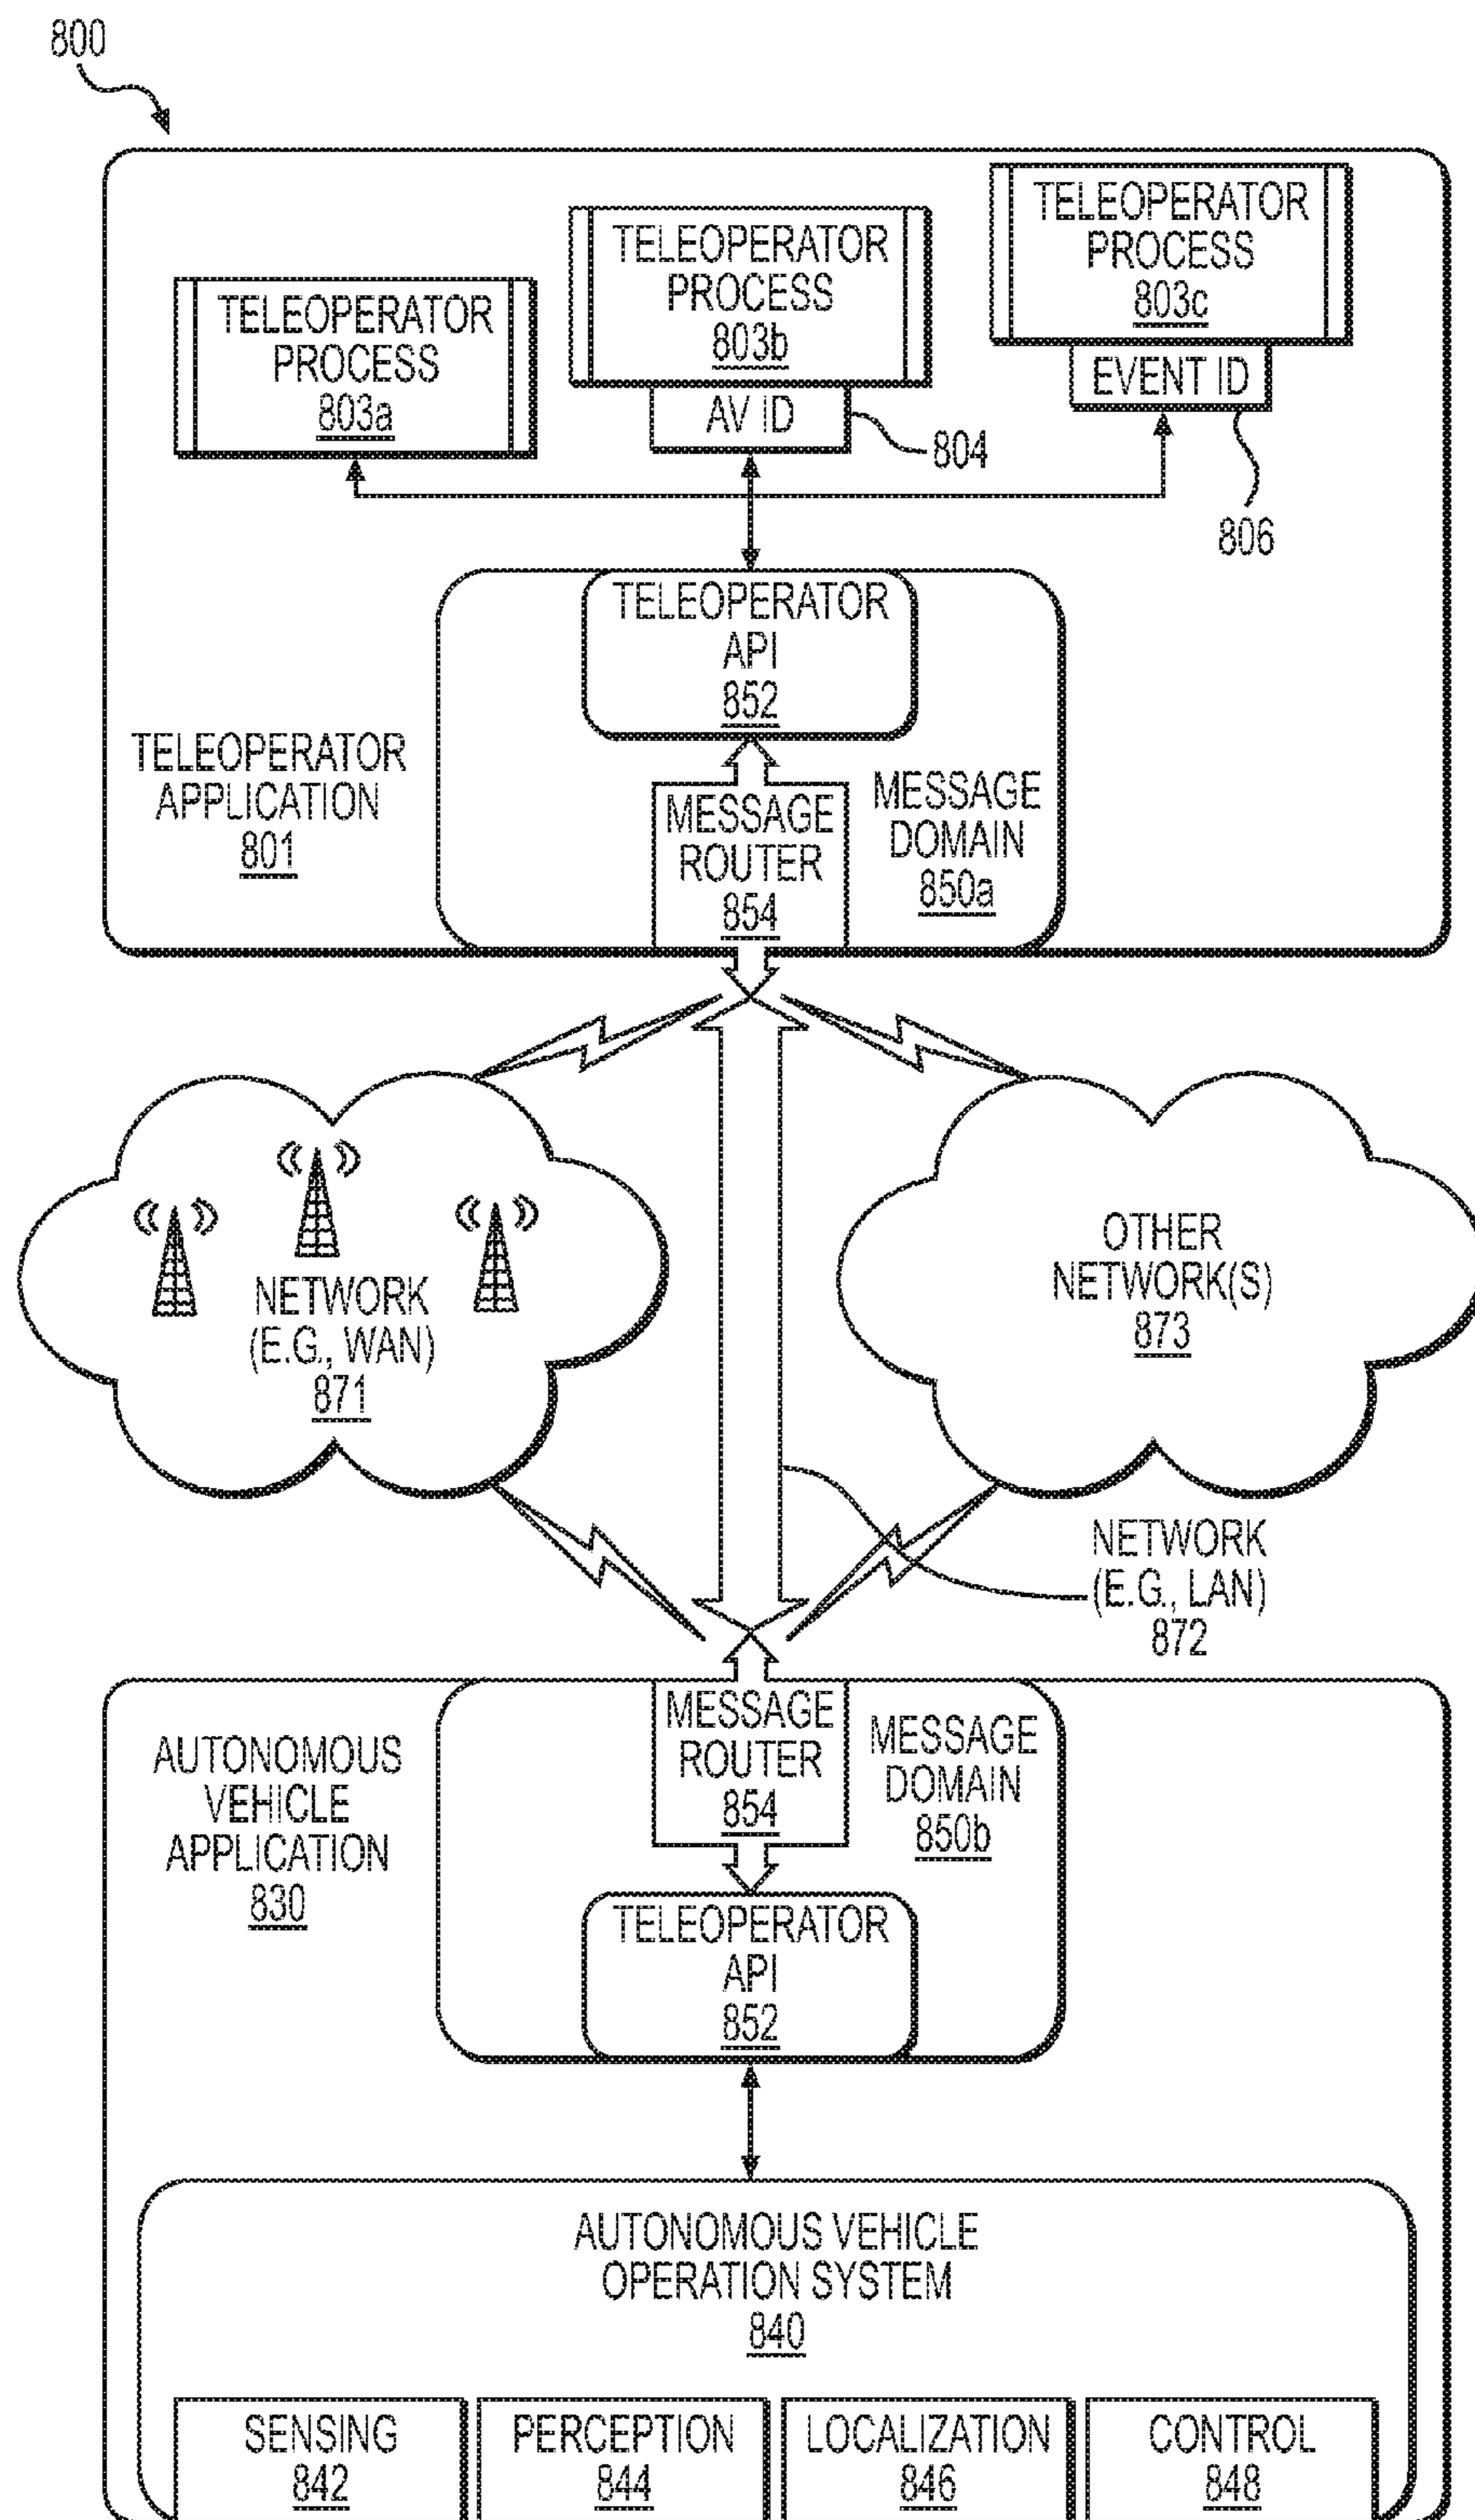 800
TELEOPERATOR
PROCESS
803a
TELEOPERATOR
PROCESS
803b
AV ID
804
TELEOPERATOR
PROCESS
803c
EVENT ID
806
TELEOPERATOR
API
852
TELEOPERATOR
APPLICATION
801
MESSAGE
ROUTER
854
MESSAGE
DOMAIN
850a
NETWORK
(E.G., WAN)
871
OTHER
NETWORK(S)
873
NETWORK
(E.G., LAN)
872
AUTONOMOUS
VEHICLE
APPLICATION
830
MESSAGE
ROUTER
854
MESSAGE
DOMAIN
850b
TELEOPERATOR
API
852
AUTONOMOUS VEHICLE
OPERATION SYSTEM
840
SENSING
842
PERCEPTION
844
LOCALIZATION
846
CONTROL
848